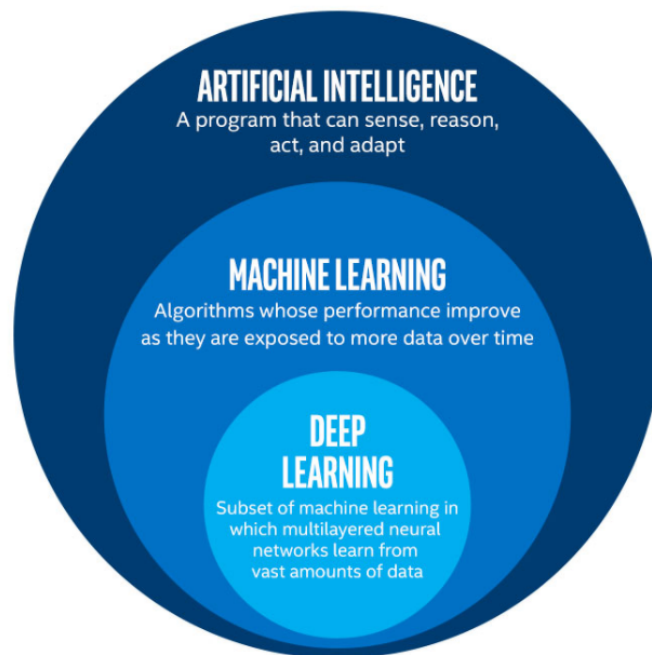 ARTIFICIAL INTELLIGENCE
A program that can sense, reason,
act, and adapt
MACHINE LEARNING
Algorithms whose performance improve
as they are exposed to more data over time
DEEP
LEARNING
Subset of machine learning in
which multilayered neural
networks learn from
vast amounts of data